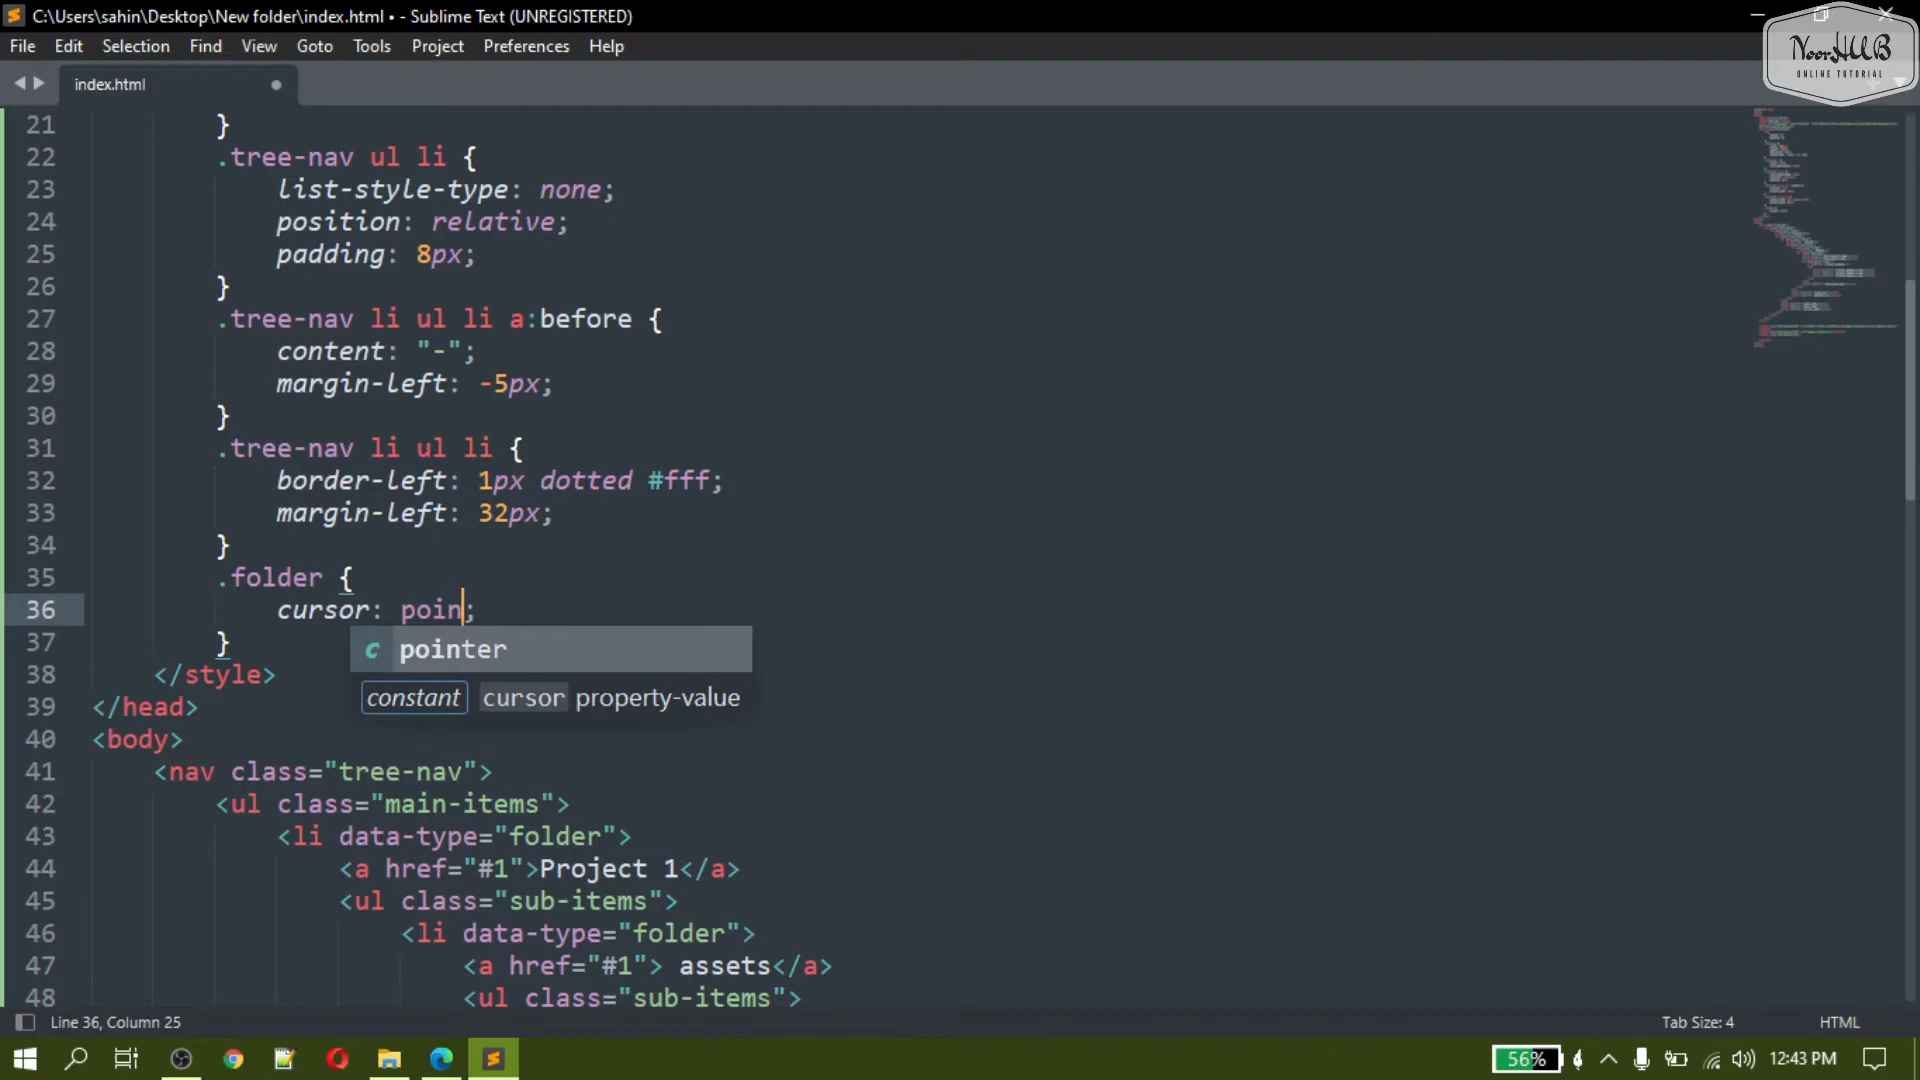 C:\Users\sahin\Desktop\New folder\index.html • - Sublime Text (UNREGISTERED)
File Edit Selection Find View Goto Tools Project Preferences Help
NoorHUB
ONLINE TUTORIAL
index.html
21 }
22 .tree-nav ul li {
23 list-style-type: none;
24 position: relative;
25 padding: 8px;
26 }
27 .tree-nav li ul li a:before {
28 content: "-";
29 margin-left: -5px;
30 }
31 .tree-nav li ul li {
32 border-left: 1px dotted #fff;
33 margin-left: 32px;
34 }
35 .folder {
36 cursor: poin;
c pointer
37 }
38 </style>
constant cursor property-value
39 </head>
40 <body>
41 <nav class="tree-nav">
42 <ul class="main-items">
43 <li data-type="folder">
44 <a href="#1">Project 1</a>
45 <ul class="sub-items">
46 <li data-type="folder">
47 <a href="#1"> assets</a>
48 <ul class="sub-items">
Line 36, Column 25 Tab Size: 4 HTML
56% 12:43 PM